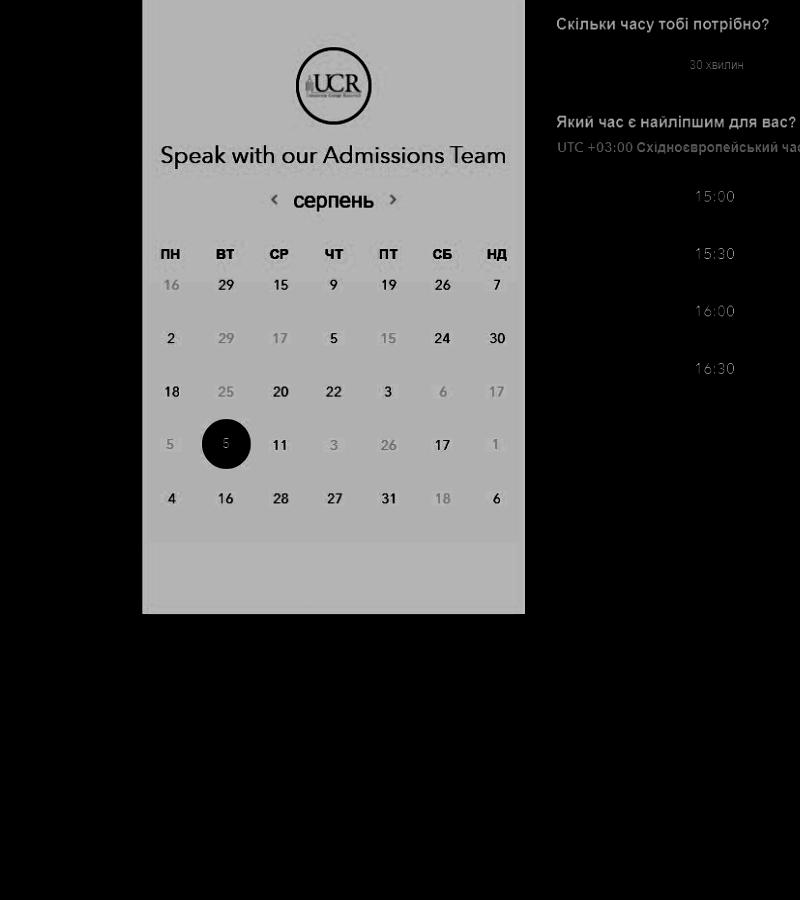 UCR
Speak with our Admissions Team
серпень
ПН ВТ СР ЧТ ПТ СБ НД
16 29 15 9 19 26 7
2 29 17 5 15 24 30
18 25 20 22 3 6 17
5 5 11 3 26 17 1
4 16 28 27 31 18 6
Скільки часу тобі потрібно?
30 хвилин
Який час є найліпшим для вас?
UTC +03:00 Східноєвропейський час
15:00
15:30
16:00
16:30